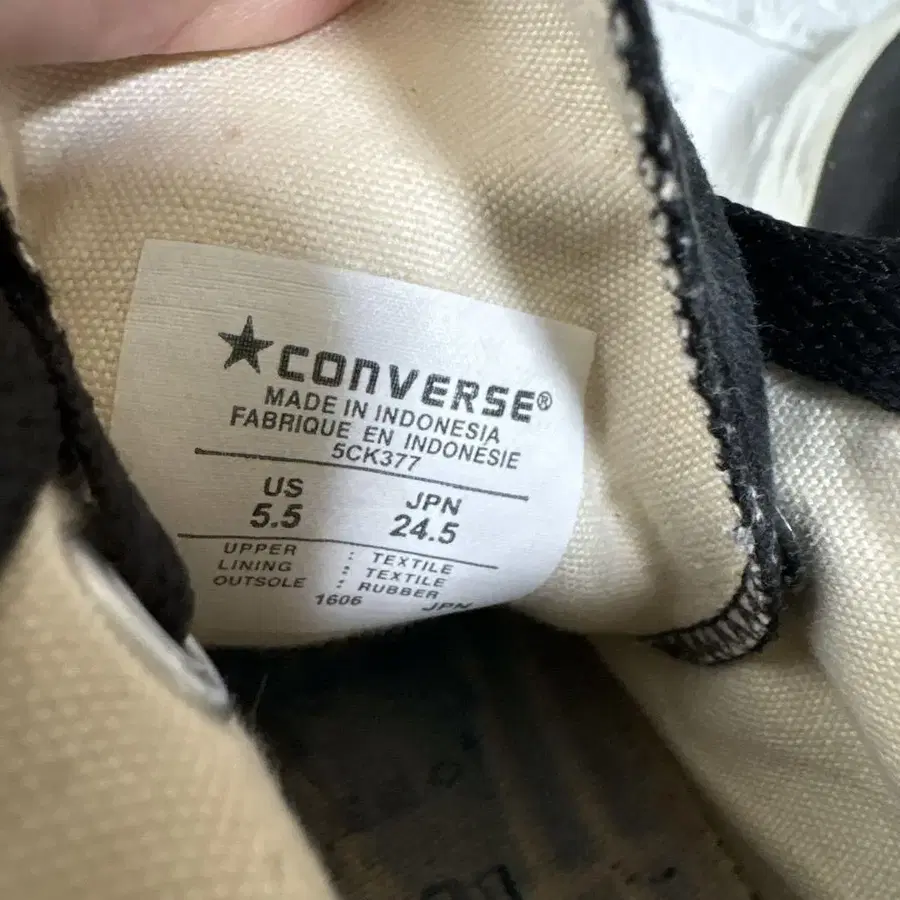 ★CONVERSE®
MADE IN INDONESIA
FABRIQUE EN INDONÉSIE
5CK377
US JPN
5.5 24.5
UPPER : TEXTILE
LINING : TEXTILE
OUTSOLE : RUBBER
1606 JPN